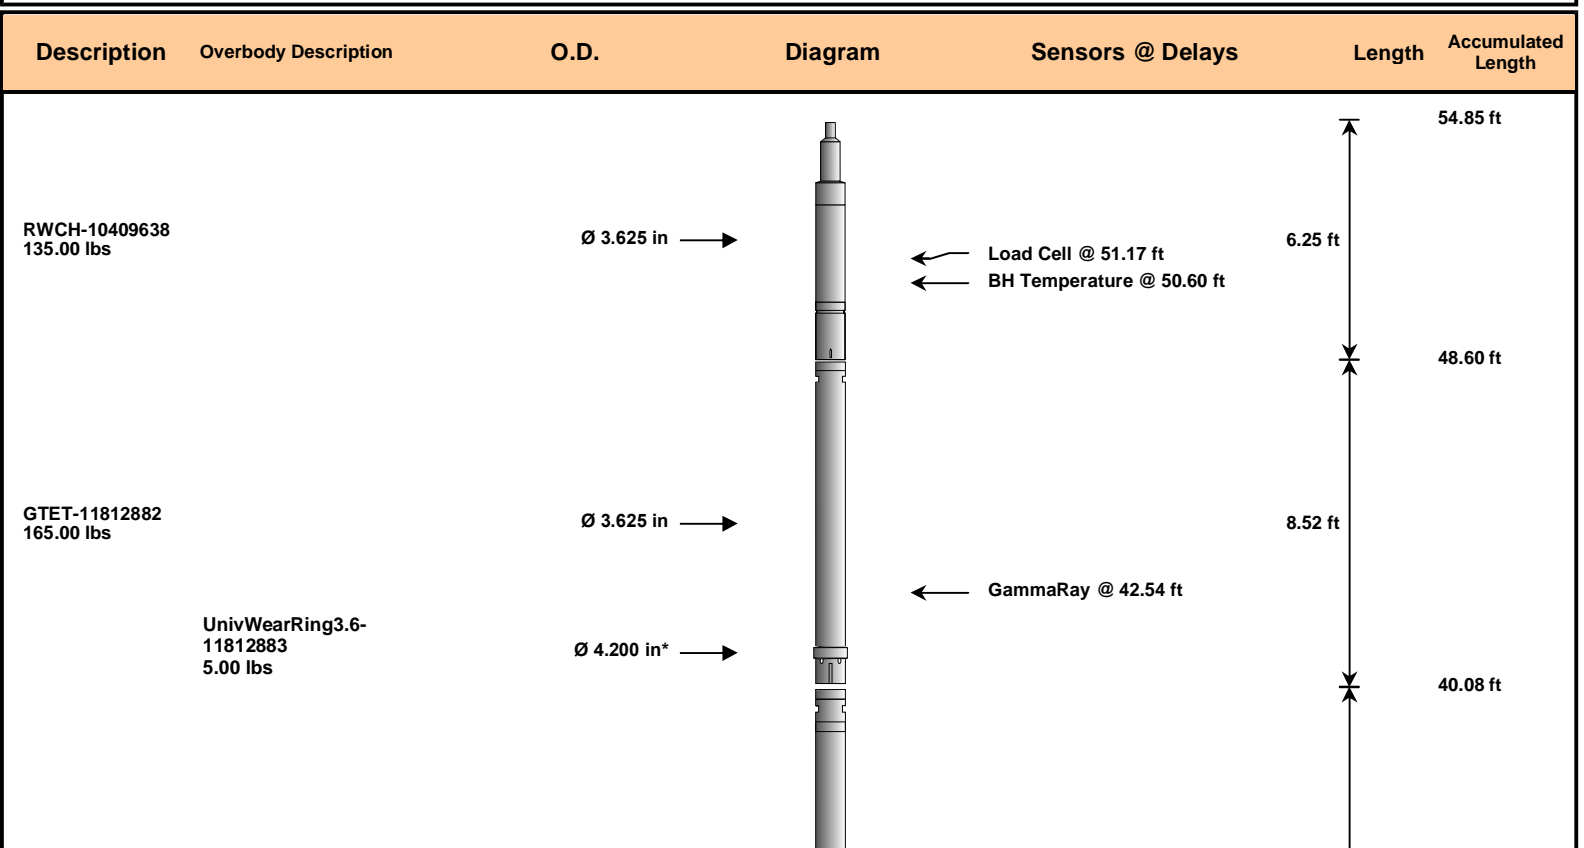 Description Overbody Description O.D. Diagram Sensors @ Delays Length Accumulated
Length
54.85 ft
RWCH-10409638
135.00 lbs
Ø 3.625 in
Load Cell @ 51.17 ft
BH Temperature @ 50.60 ft
6.25 ft
48.60 ft
GTET-11812882
165.00 lbs
Ø 3.625 in
8.52 ft
GammaRay @ 42.54 ft
UnivWearRing3.6-
11812883
5.00 lbs
Ø 4.200 in*
40.08 ft